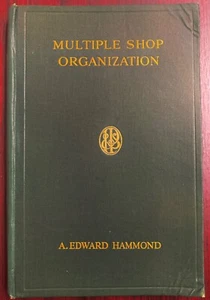 MULTIPLE SHOP
ORGANIZATION
A. EDWARD HAMMOND